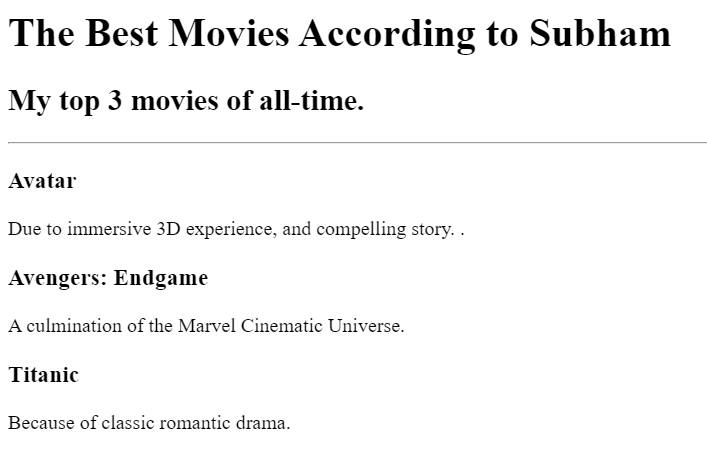 The Best Movies According to Subham
My top 3 movies of all-time.
Avatar
Due to immersive 3D experience, and compelling story. .
Avengers: Endgame
A culmination of the Marvel Cinematic Universe.
Titanic
Because of classic romantic drama.